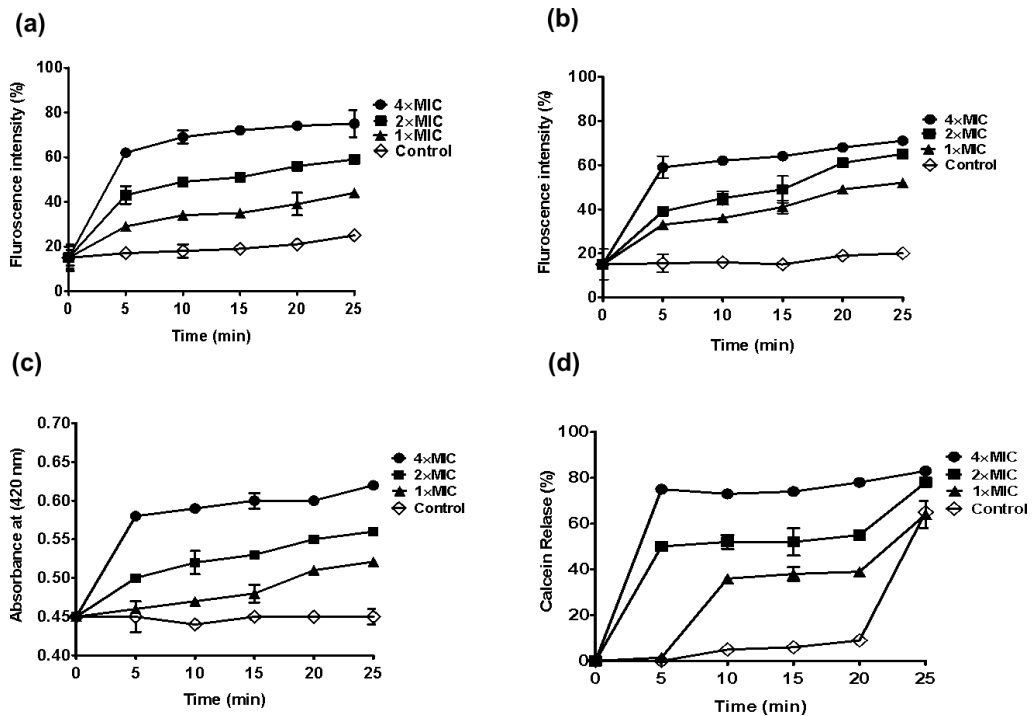 (a)
Fluroscence intensity (%)
100
80
60
40
20
0
0 5 10 15 20 25
Time (min)
4×MIC
2×MIC
1×MIC
Control
(b)
Fluroscence intensity (%)
100
80
60
40
20
0
0 5 10 15 20 25
Time (min)
4×MIC
2×MIC
1×MIC
Control
(c)
Absorbance at (420 nm)
0.70
0.65
0.60
0.55
0.50
0.45
0.40
0 5 10 15 20 25
Time (min)
4×MIC
2×MIC
1×MIC
Control
(d)
Calcein Relase (%)
100
80
60
40
20
0
0 5 10 15 20 25
Time (min)
4×MIC
2×MIC
1×MIC
Control